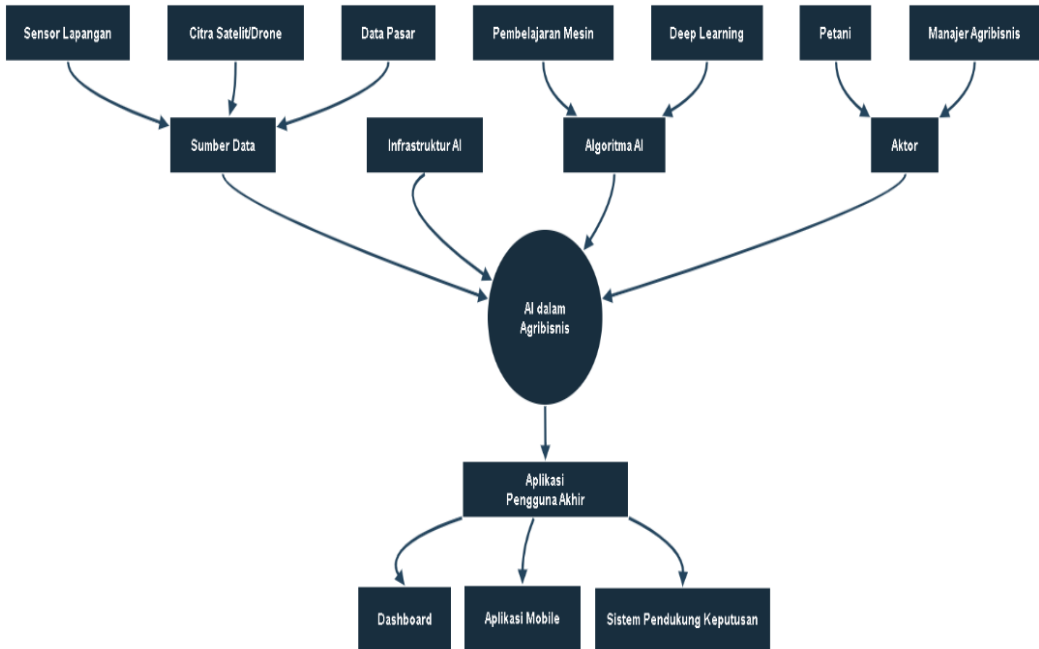 Sensor Lapangan
Citra Satelit/Drone
Data Pasar
Pembelajaran Mesin
Deep Learning
Petani
Manajer Agribisnis
Sumber Data
Infrastruktur AI
Algoritma AI
Aktor
AI dalam
Agribisnis
Aplikasi
Pengguna Akhir
Dashboard
Aplikasi Mobile
Sistem Pendukung Keputusan